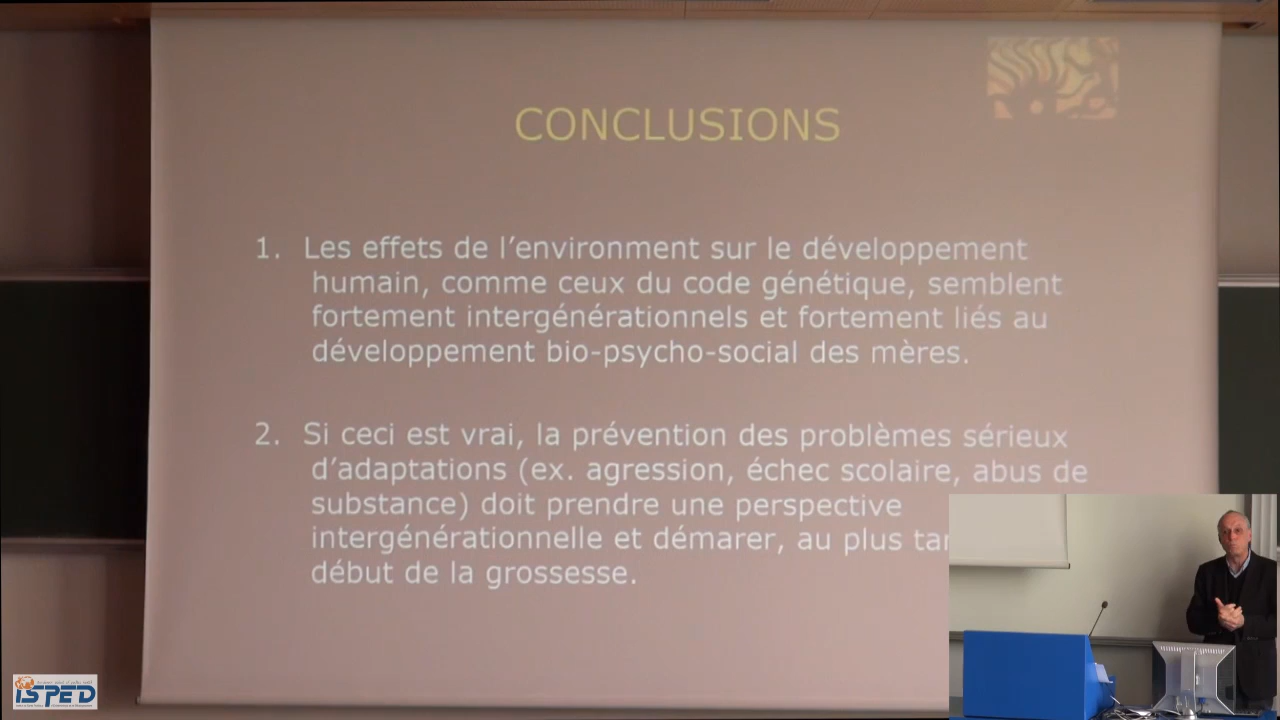 CONCLUSIONS
1. Les effets de l'environment sur le développement
humain, comme ceux du code génétique, semblent
fortement intergénérationnels et fortement liés au
développement bio-psycho-social des mères.
2. Si ceci est vrai, la prévention des problèmes sérieux
d'adaptations (ex. agression, échec scolaire, abus de
substance) doit prendre une perspective
intergénérationnelle et démarer, au plus
début de la grossesse.
ISPED